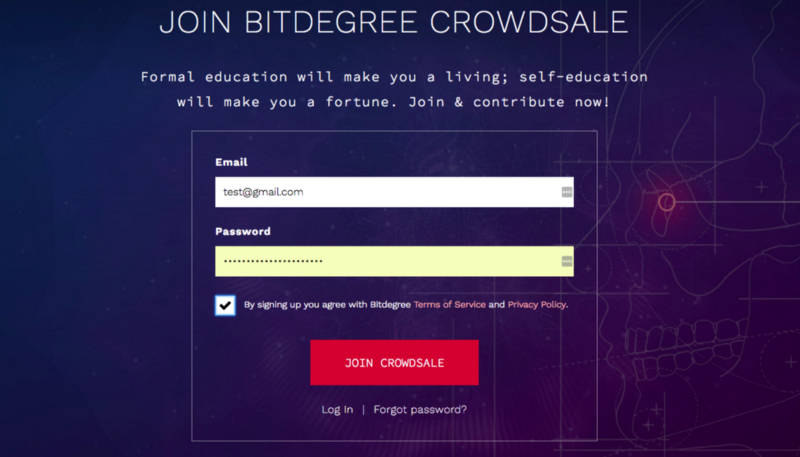 JOIN BITDEGREE CROWDSALE
Formal education will make you a living; self-education
will make you a fortune. Join & contribute now!
Email
test@gmail.com
Password
•••••••••••••••••••••••
By signing up you agree with Bitdegree Terms of Service and Privacy Policy.
JOIN CROWDSALE
Log In | Forgot password?